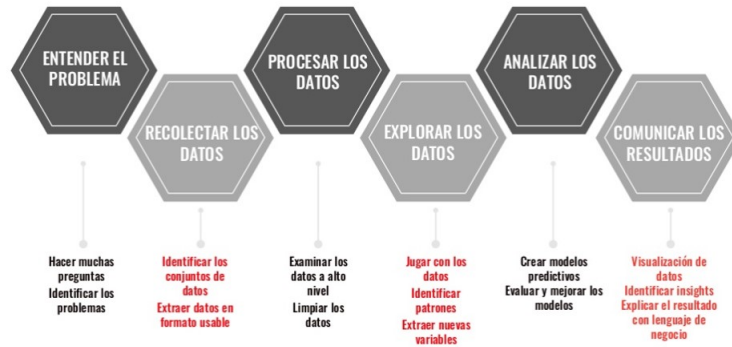 ENTENDER EL
PROBLEMA
RECOLECTAR LOS
DATOS
PROCESAR LOS
DATOS
EXPLORAR LOS
DATOS
ANALIZAR LOS
DATOS
COMUNICAR LOS
RESULTADOS
Hacer muchas
preguntas
Identificar los
problemas
Identificar los
conjuntos de
datos
Extraer datos en
formato usable
Examinar los
datos a alto
nivel
Limpiar los
datos
Jugar con los
datos
Identificar
patrones
Extraer nuevas
variables
Crear modelos
predictivos
Evaluar y mejorar los
modelos
Visualización de
datos
Identificar insights
Explicar el resultado
con lenguaje de
negocio